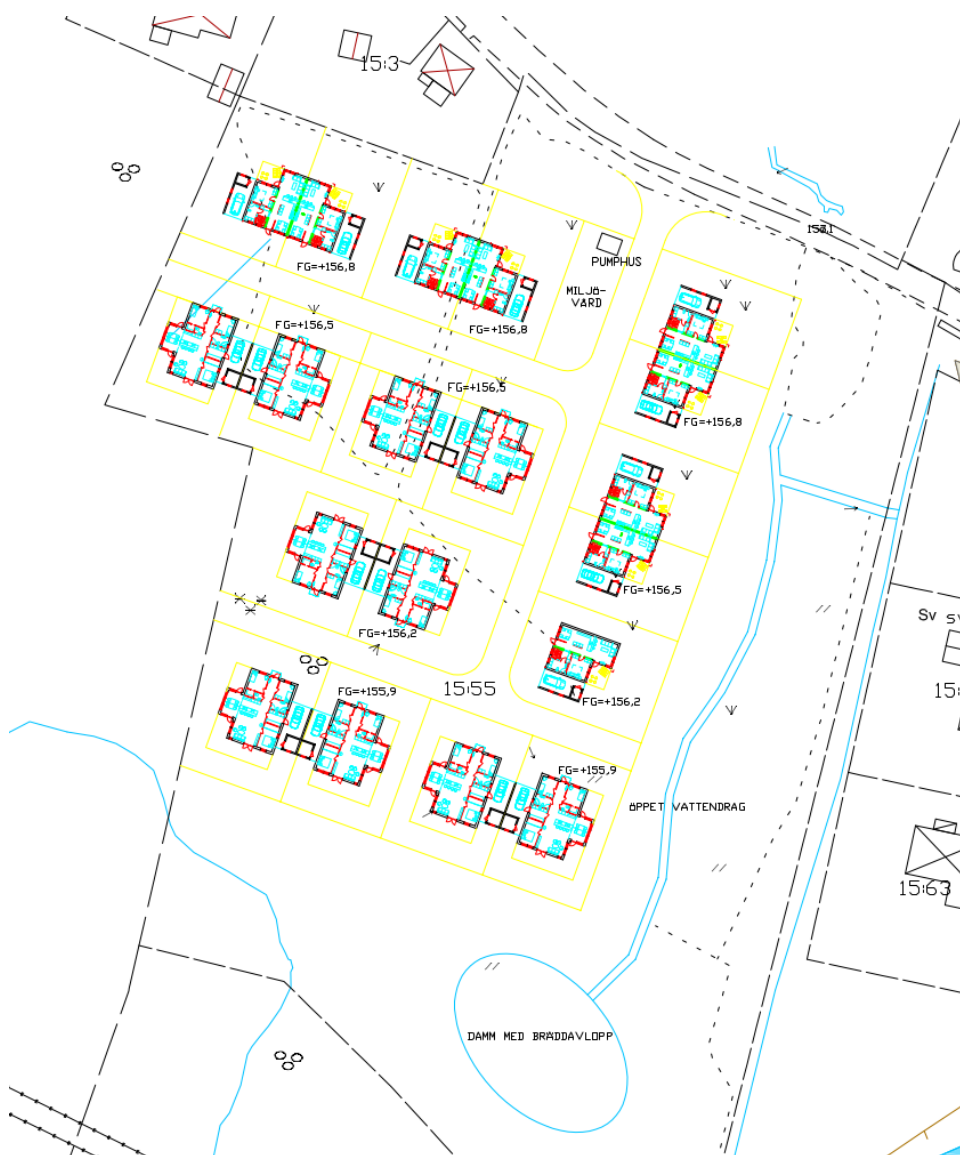 15:3
1531
FG=+156,8
PUMPHUS
MILJÖ-
VÅRD
FG=+156,5
FG=+156,8
FG=+156,5
FG=+156,8
FG=+156,5
FG=+156,2
Sv
FG=+156,2
15:55
FG=+155,9
FG=+155,9
ÖPPET VATTENDRAG
15:63
DAMM MED BRÄDDAVLOPP